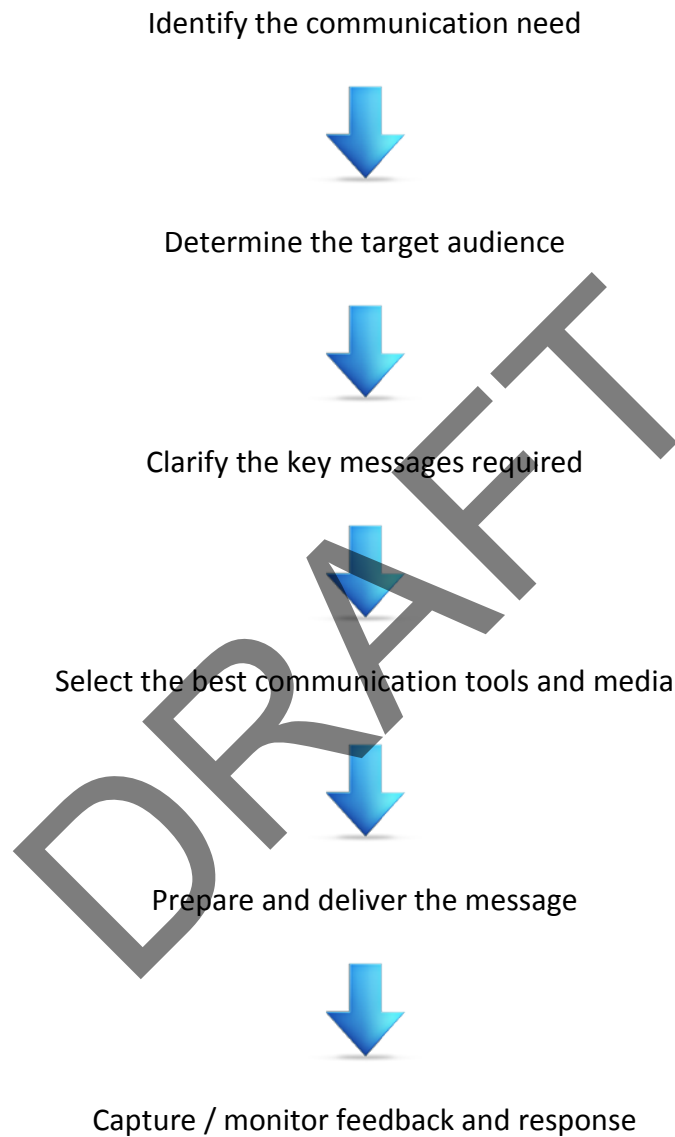 Identify the communication need
Determine the target audience
Clarify the key messages required
Select the best communication tools and media
Prepare and deliver the message
Capture / monitor feedback and response
DRAFT